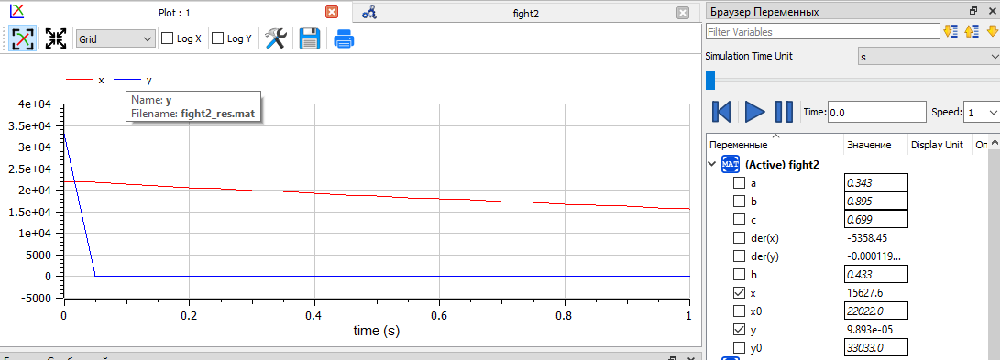 Plot : 1
fight2
Grid
Log X
Log Y
x
y
Name: y
Filename: fight2_res.mat
4e+04
3.5e+04
3e+04
2.5e+04
2e+04
1.5e+04
1e+04
5000
0
-5000
0
0.2
0.4
0.6
0.8
1
time (s)
Браузер Переменных
Filter Variables
Simulation Time Unit
s
Time: 0.0
Speed: 1
Переменные Значение Display Unit Оп
MAT (Active) fight2
a 0.343
b 0.895
c 0.699
der(x) -5358.45
der(y) -0.000119...
h 0.433
x 15627.6
x0 22022.0
y 9.893e-05
y0 33033.0